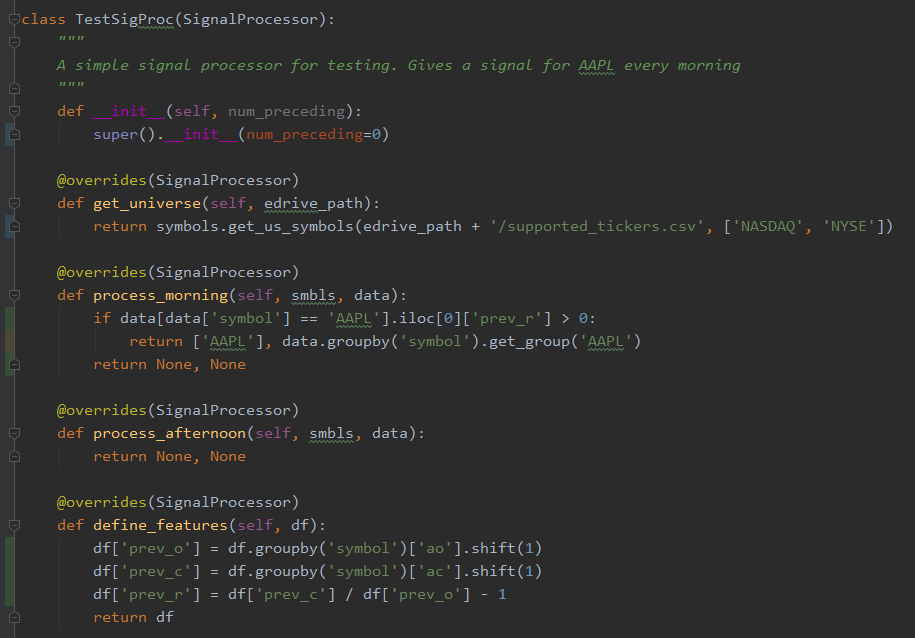 class TestSigProc(SignalProcessor):
    """
    A simple signal processor for testing. Gives a signal for AAPL every morning
    """
    def __init__(self, num_preceding):
        super().__init__(num_preceding=0)

    @overrides(SignalProcessor)
    def get_universe(self, edrive_path):
        return symbols.get_us_symbols(edrive_path + '/supported_tickers.csv', ['NASDAQ', 'NYSE'])

    @overrides(SignalProcessor)
    def process_morning(self, smbls, data):
        if data[data['symbol'] == 'AAPL'].iloc[0]['prev_r'] > 0:
            return ['AAPL'], data.groupby('symbol').get_group('AAPL')
        return None, None

    @overrides(SignalProcessor)
    def process_afternoon(self, smbls, data):
        return None, None

    @overrides(SignalProcessor)
    def define_features(self, df):
        df['prev_o'] = df.groupby('symbol')['ao'].shift(1)
        df['prev_c'] = df.groupby('symbol')['ac'].shift(1)
        df['prev_r'] = df['prev_c'] / df['prev_o'] - 1
        return df